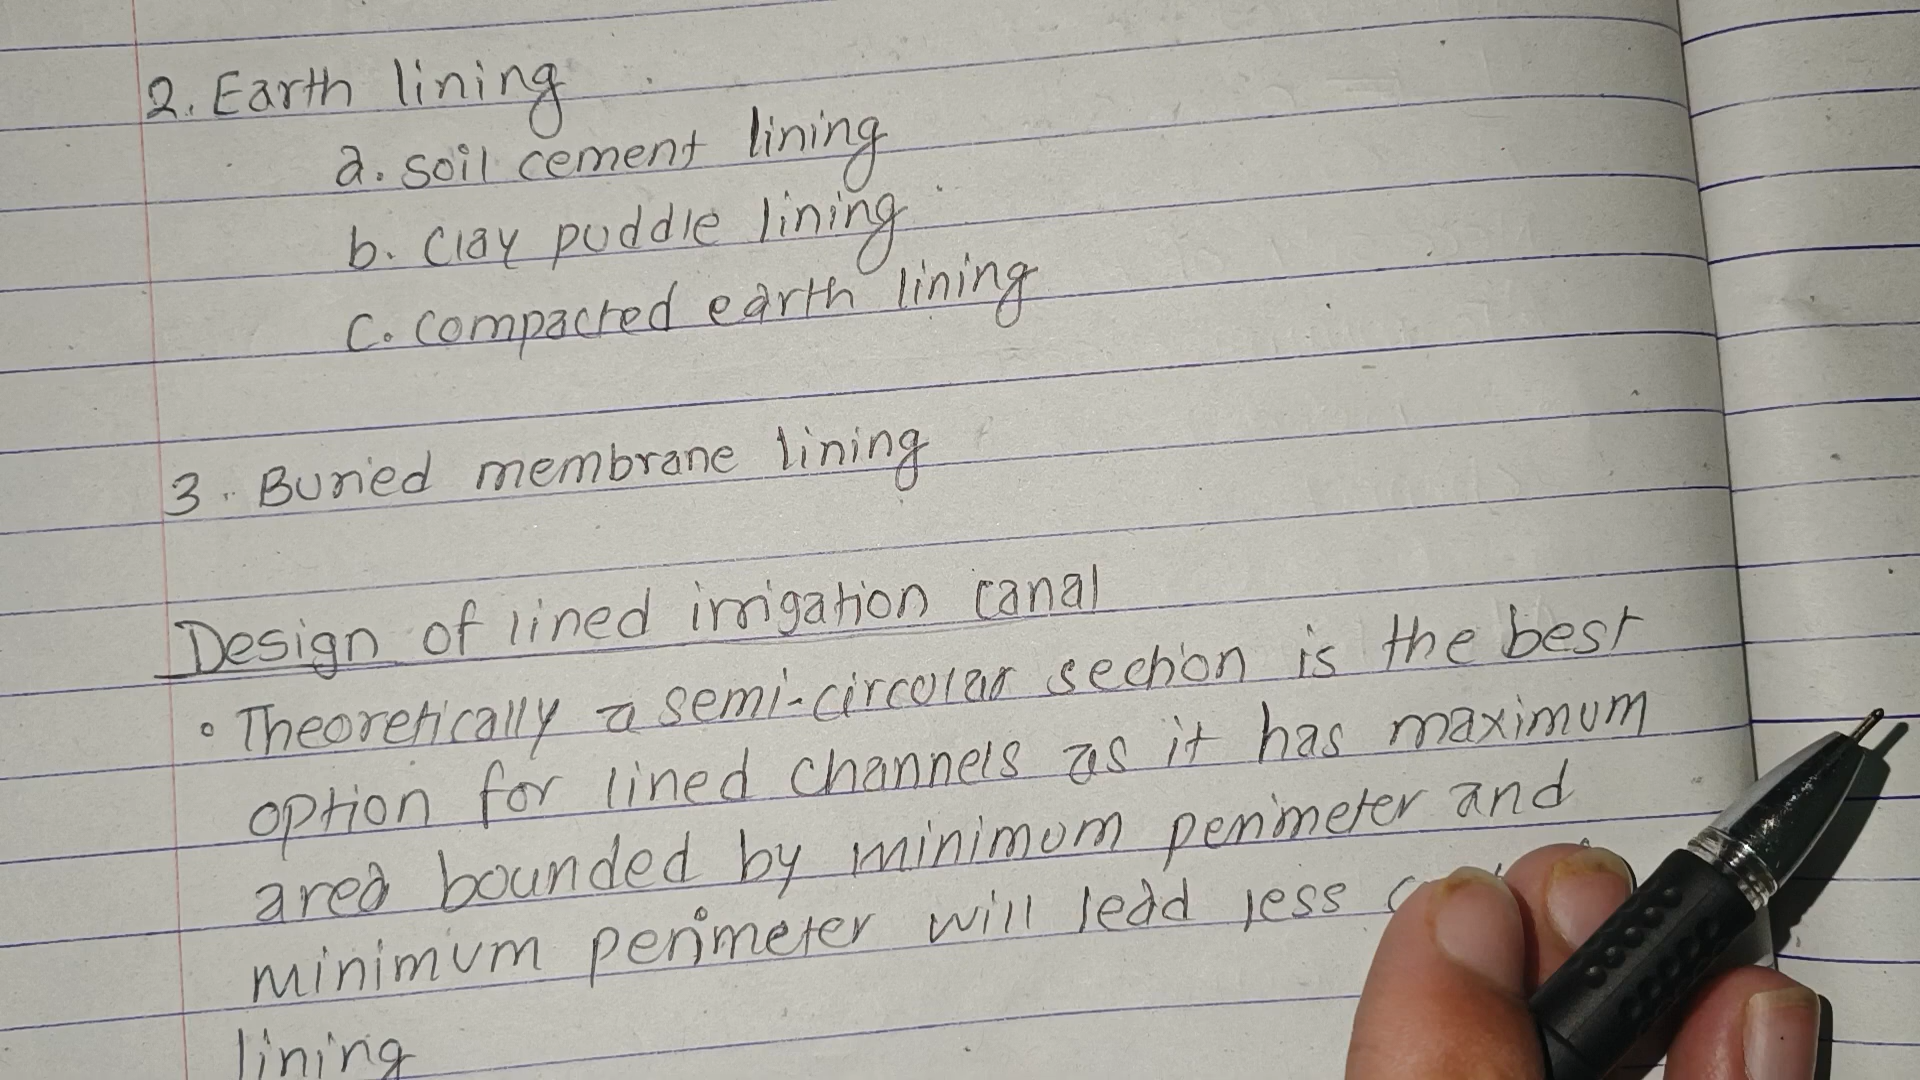 2. Earth lining
a. soil cement lining
b. clay puddle lining
c. compacted earth lining
3. Buried membrane lining
Design of lined irrigation canal
• Theoretically a semi-circular section is the best
option for lined channels as it has maximum
area bounded by minimum perimeter and
minimum perimeter will lead less
lining